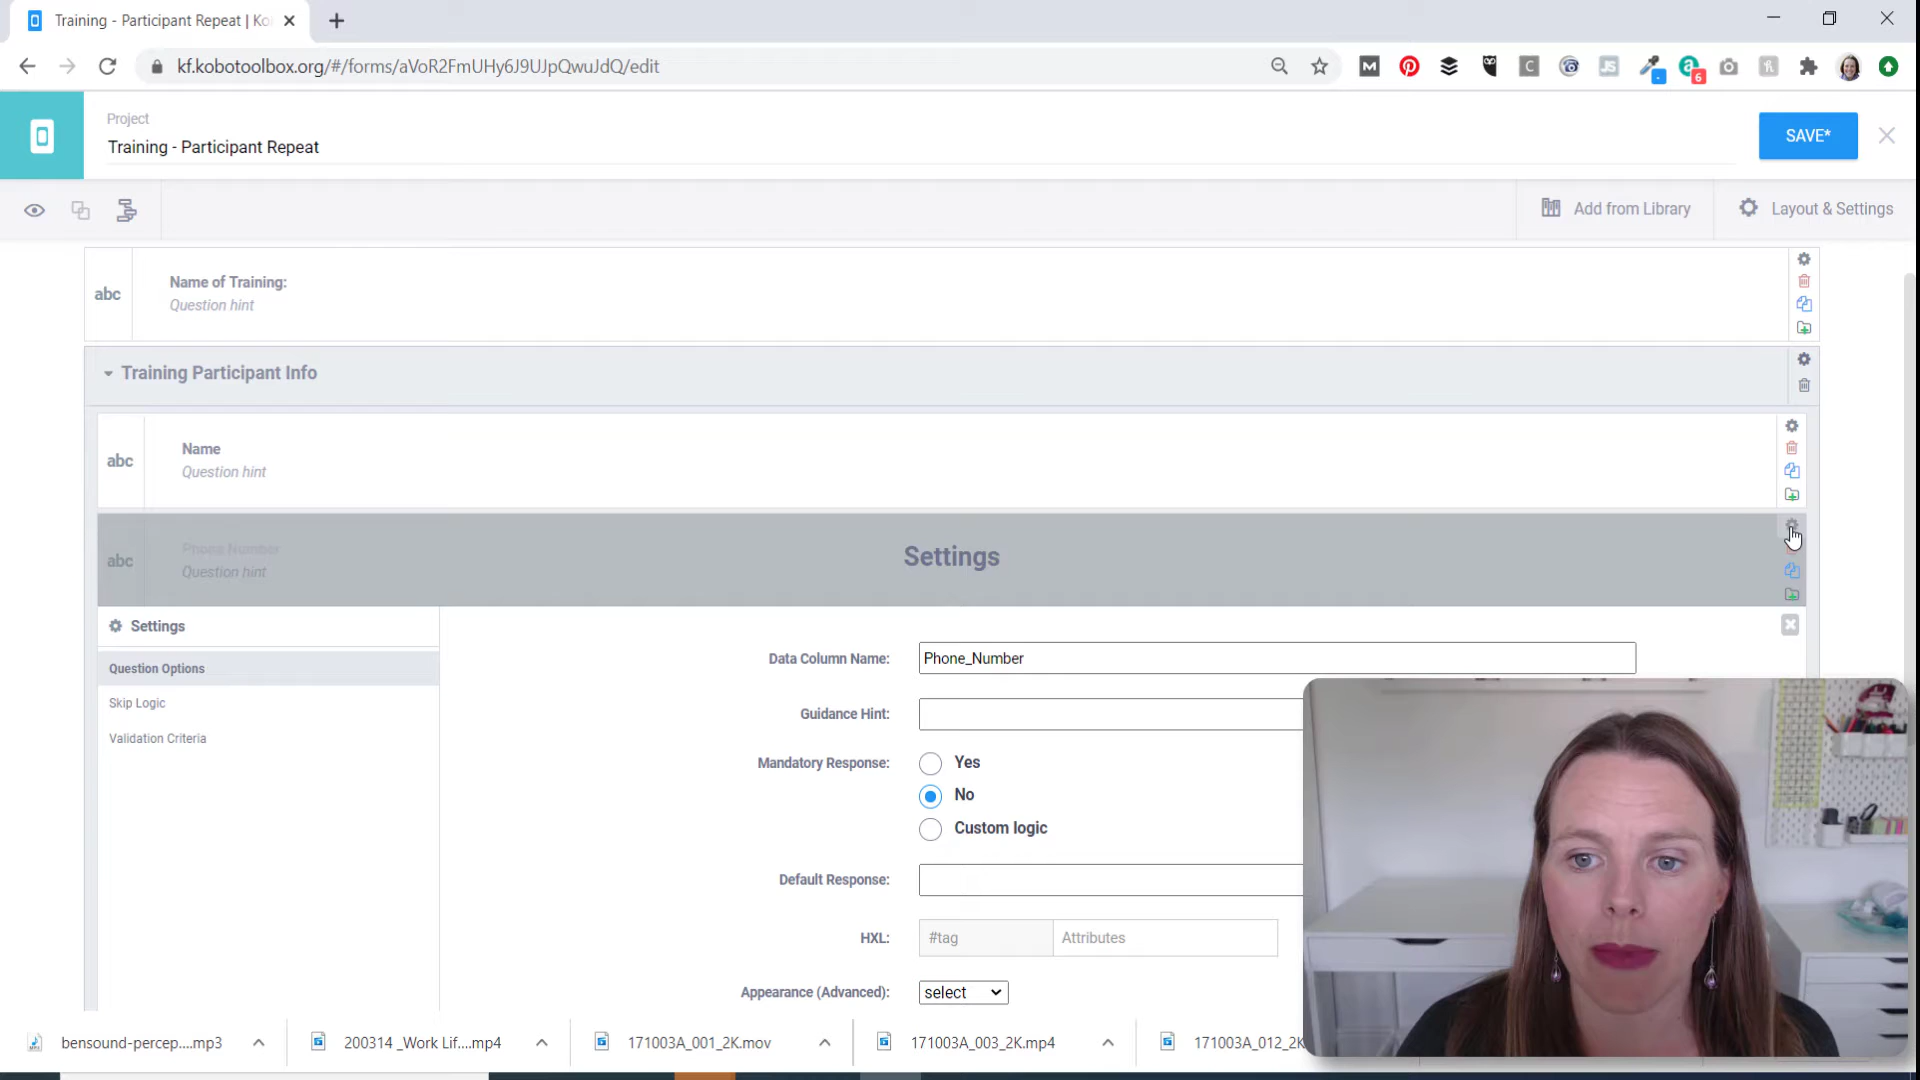 Training - Participant Repeat | Ko
kf.kobotoolbox.org/#/forms/aVoR2FmUHy6J9UJpQwuJdQ/edit
6
Project
Training - Participant Repeat
SAVE*
Add from Library
Layout & Settings
abc
Name of Training:
Question hint
Training Participant Info
abc
Name
Question hint
abc
Phone Number
Question hint
Settings
Settings
Question Options
Skip Logic
Validation Criteria
Data Column Name:
Phone_Number
Guidance Hint:
Mandatory Response:
Yes
No
Custom logic
Default Response:
HXL:
#tag
Attributes
Appearance (Advanced):
select
bensound-percep....mp3
200314 _Work Lif....mp4
171003A_001_2K.mov
171003A_003_2K.mp4
171003A_012_2K